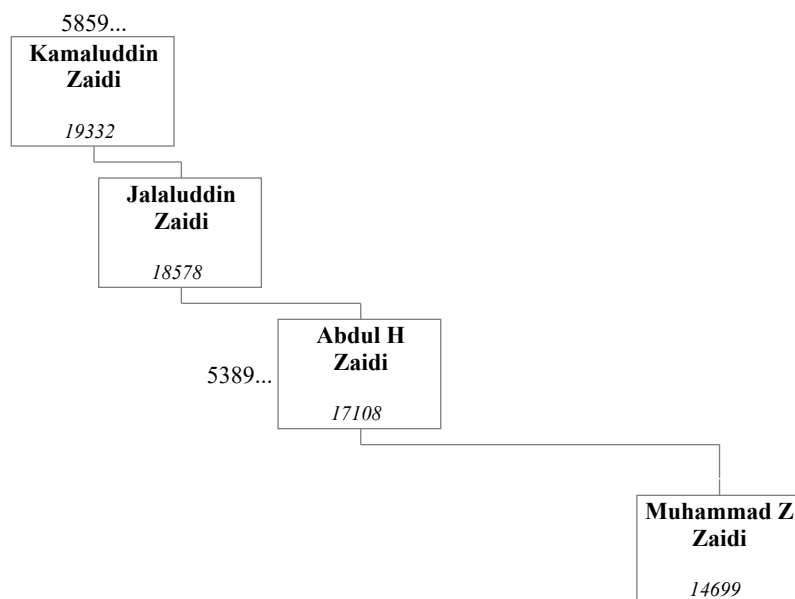 5859...
Kamaluddin
Zaidi
19332
Jalaluddin
Zaidi
18578
Abdul H
Zaidi
5389...
17108
Muhammad Z
Zaidi
14699